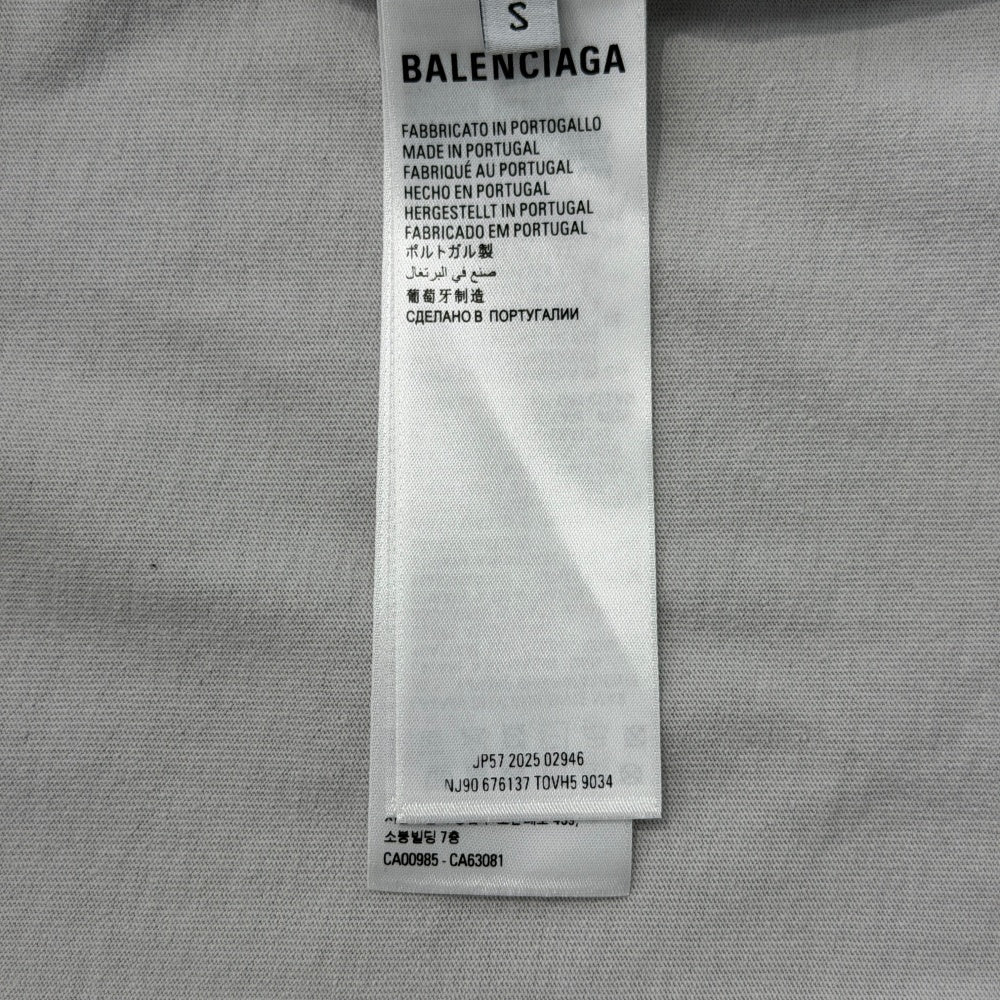 S
BALENCIAGA
FABBRICATO IN PORTOGALLO
MADE IN PORTUGAL
FABRIQUÉ AU PORTUGAL
HECHO EN PORTUGAL
HERGESTELLT IN PORTUGAL
FABRICADO EM PORTUGAL
ポルトガル製
صنع في البرتغال
葡萄牙制造
СДЕЛАНО В ПОРТУГАЛИИ
JP57 2025 02946
NJ90 676137 TOVH5 9034
소봉빌딩 7층
CA00985 - CA63081